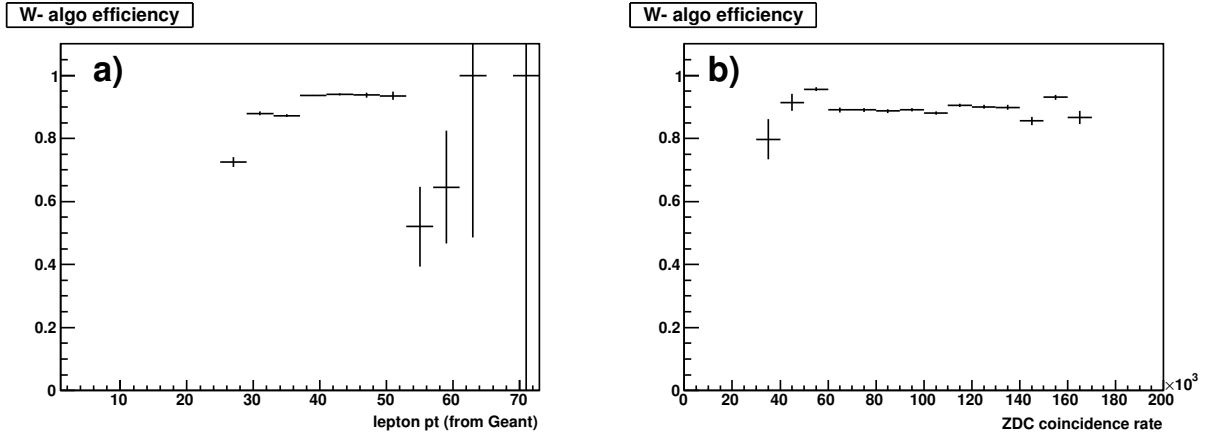 W- algo efficiency
a)
1
0.8
0.6
0.4
0.2
0
10 20 30 40 50 60 70
lepton pt (from Geant)
W- algo efficiency
b)
1
0.8
0.6
0.4
0.2
0
0 20 40 60 80 100 120 140 160 180 200
×10³
ZDC coincidence rate